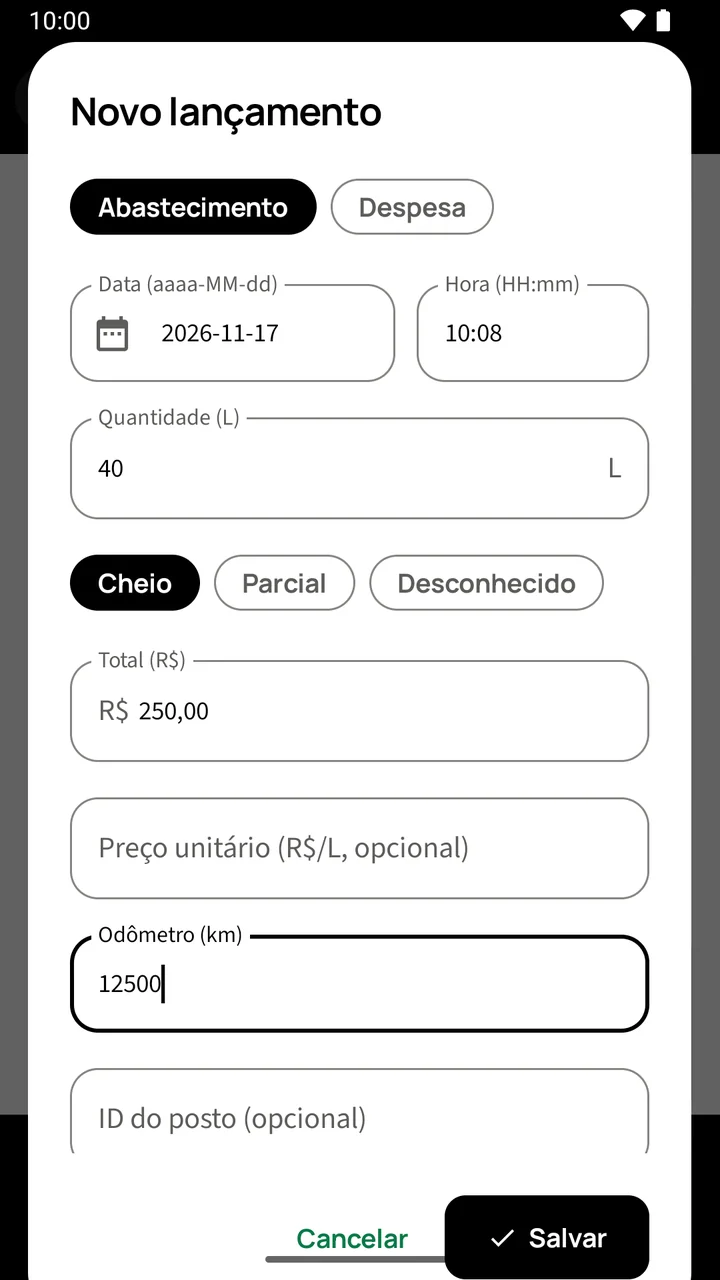 10:00
Novo lançamento
Abastecimento Despesa
Data (aaaa-MM-dd) Hora (HH:mm)
2026-11-17 10:08
Quantidade (L)
40 L
Cheio Parcial Desconhecido
Total (R$)
R$ 250,00
Preço unitário (R$/L, opcional)
Odômetro (km)
12500
ID do posto (opcional)
Cancelar Salvar